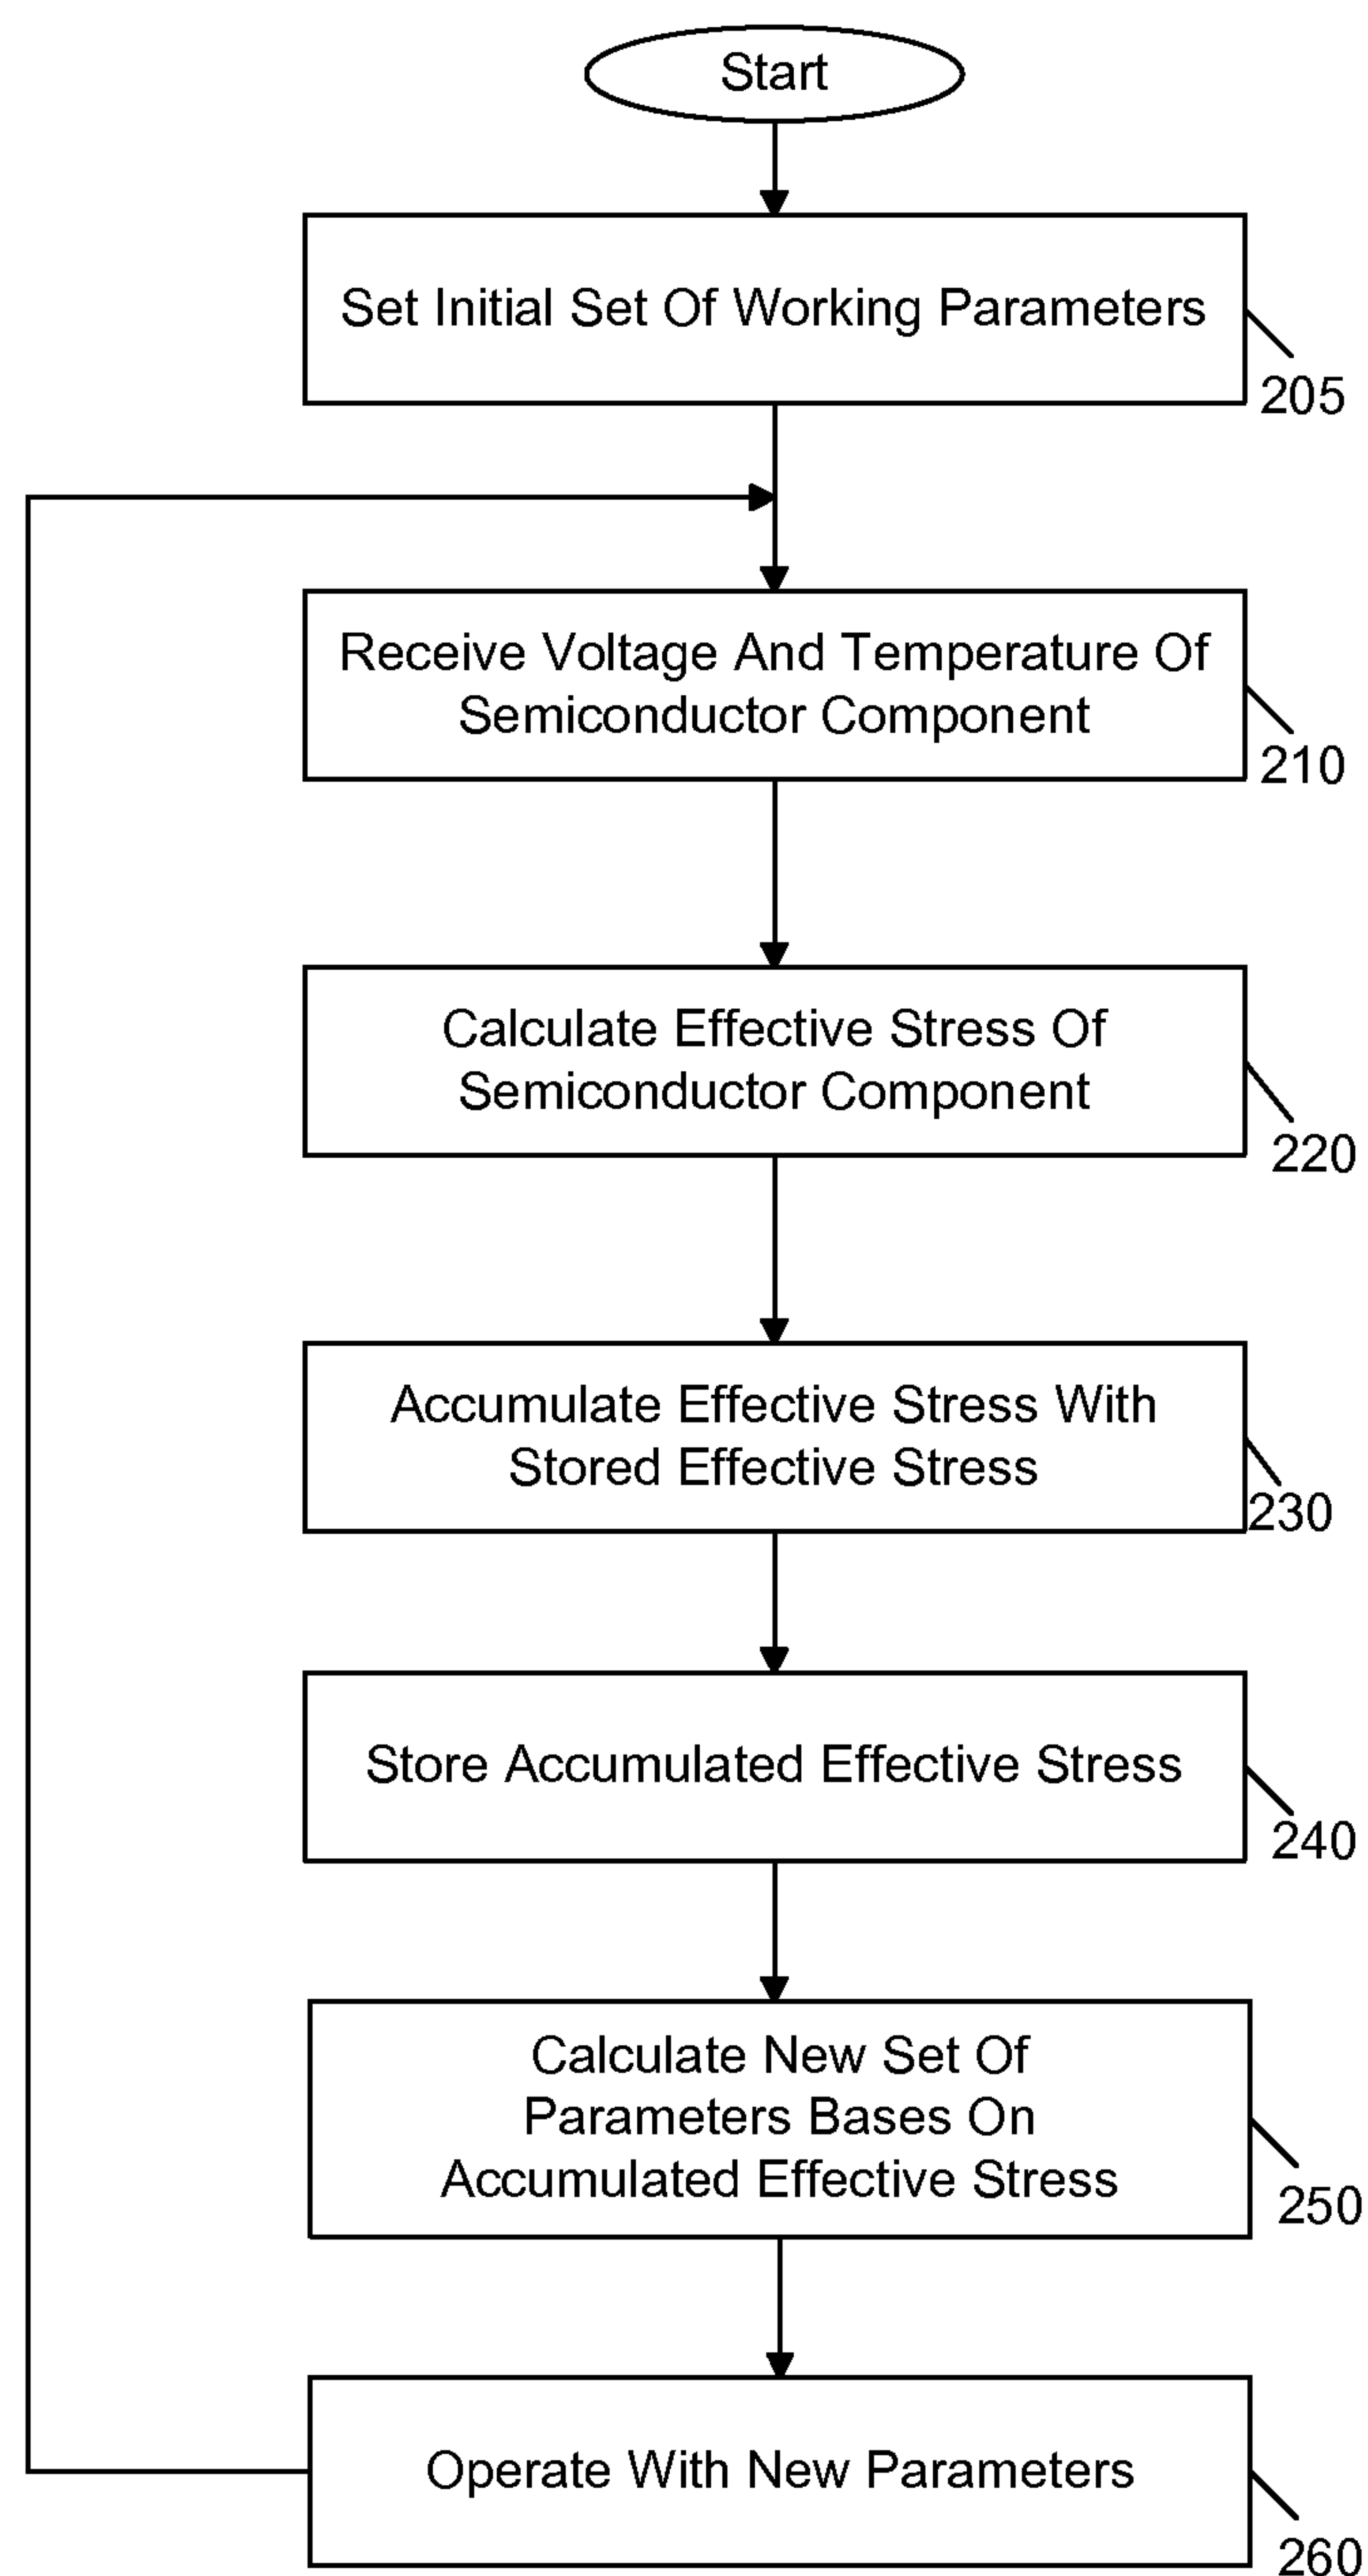 Start
Set Initial Set Of Working Parameters
205
Receive Voltage And Temperature Of
Semiconductor Component
210
Calculate Effective Stress Of
Semiconductor Component
220
Accumulate Effective Stress With
Stored Effective Stress
230
Store Accumulated Effective Stress
240
Calculate New Set Of
Parameters Bases On
Accumulated Effective Stress
250
Operate With New Parameters
260